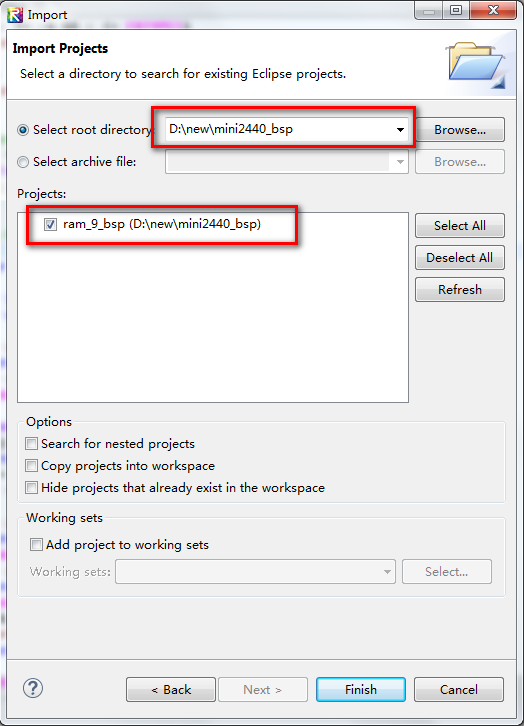 Import
Import Projects
Select a directory to search for existing Eclipse projects.
Select root directory:
D:\new\mini2440_bsp
Browse...
Select archive file:
Browse...
Projects:
ram_9_bsp (D:\new\mini2440_bsp)
Select All
Deselect All
Refresh
Options
Search for nested projects
Copy projects into workspace
Hide projects that already exist in the workspace
Working sets
Add project to working sets
Working sets:
Select...
< Back
Next >
Finish
Cancel